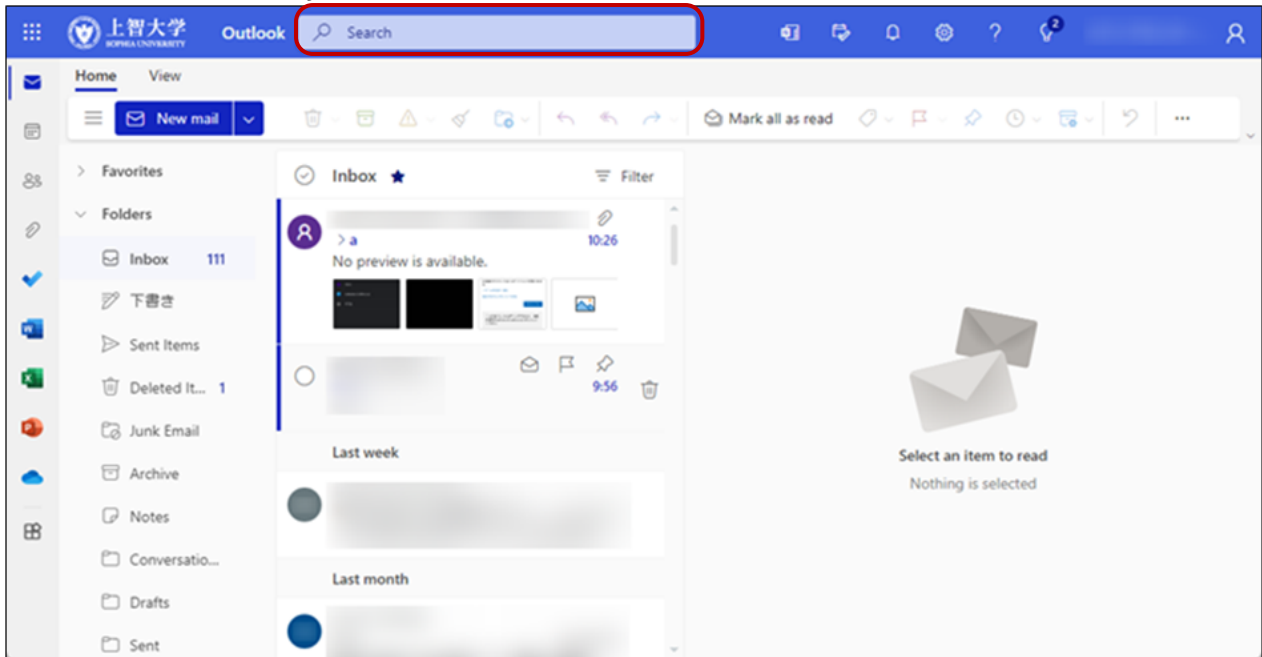 上智大学
SOPHIA UNIVERSITY
Outlook
Search
2
Home View
New mail
Mark all as read
Favorites
Folders
Inbox 111
下書き
Sent Items
Deleted It... 1
Junk Email
Archive
Notes
Conversatio...
Drafts
Sent
Inbox
Filter
> a
10:26
No preview is available.
9:56
Last week
Last month
Select an item to read
Nothing is selected